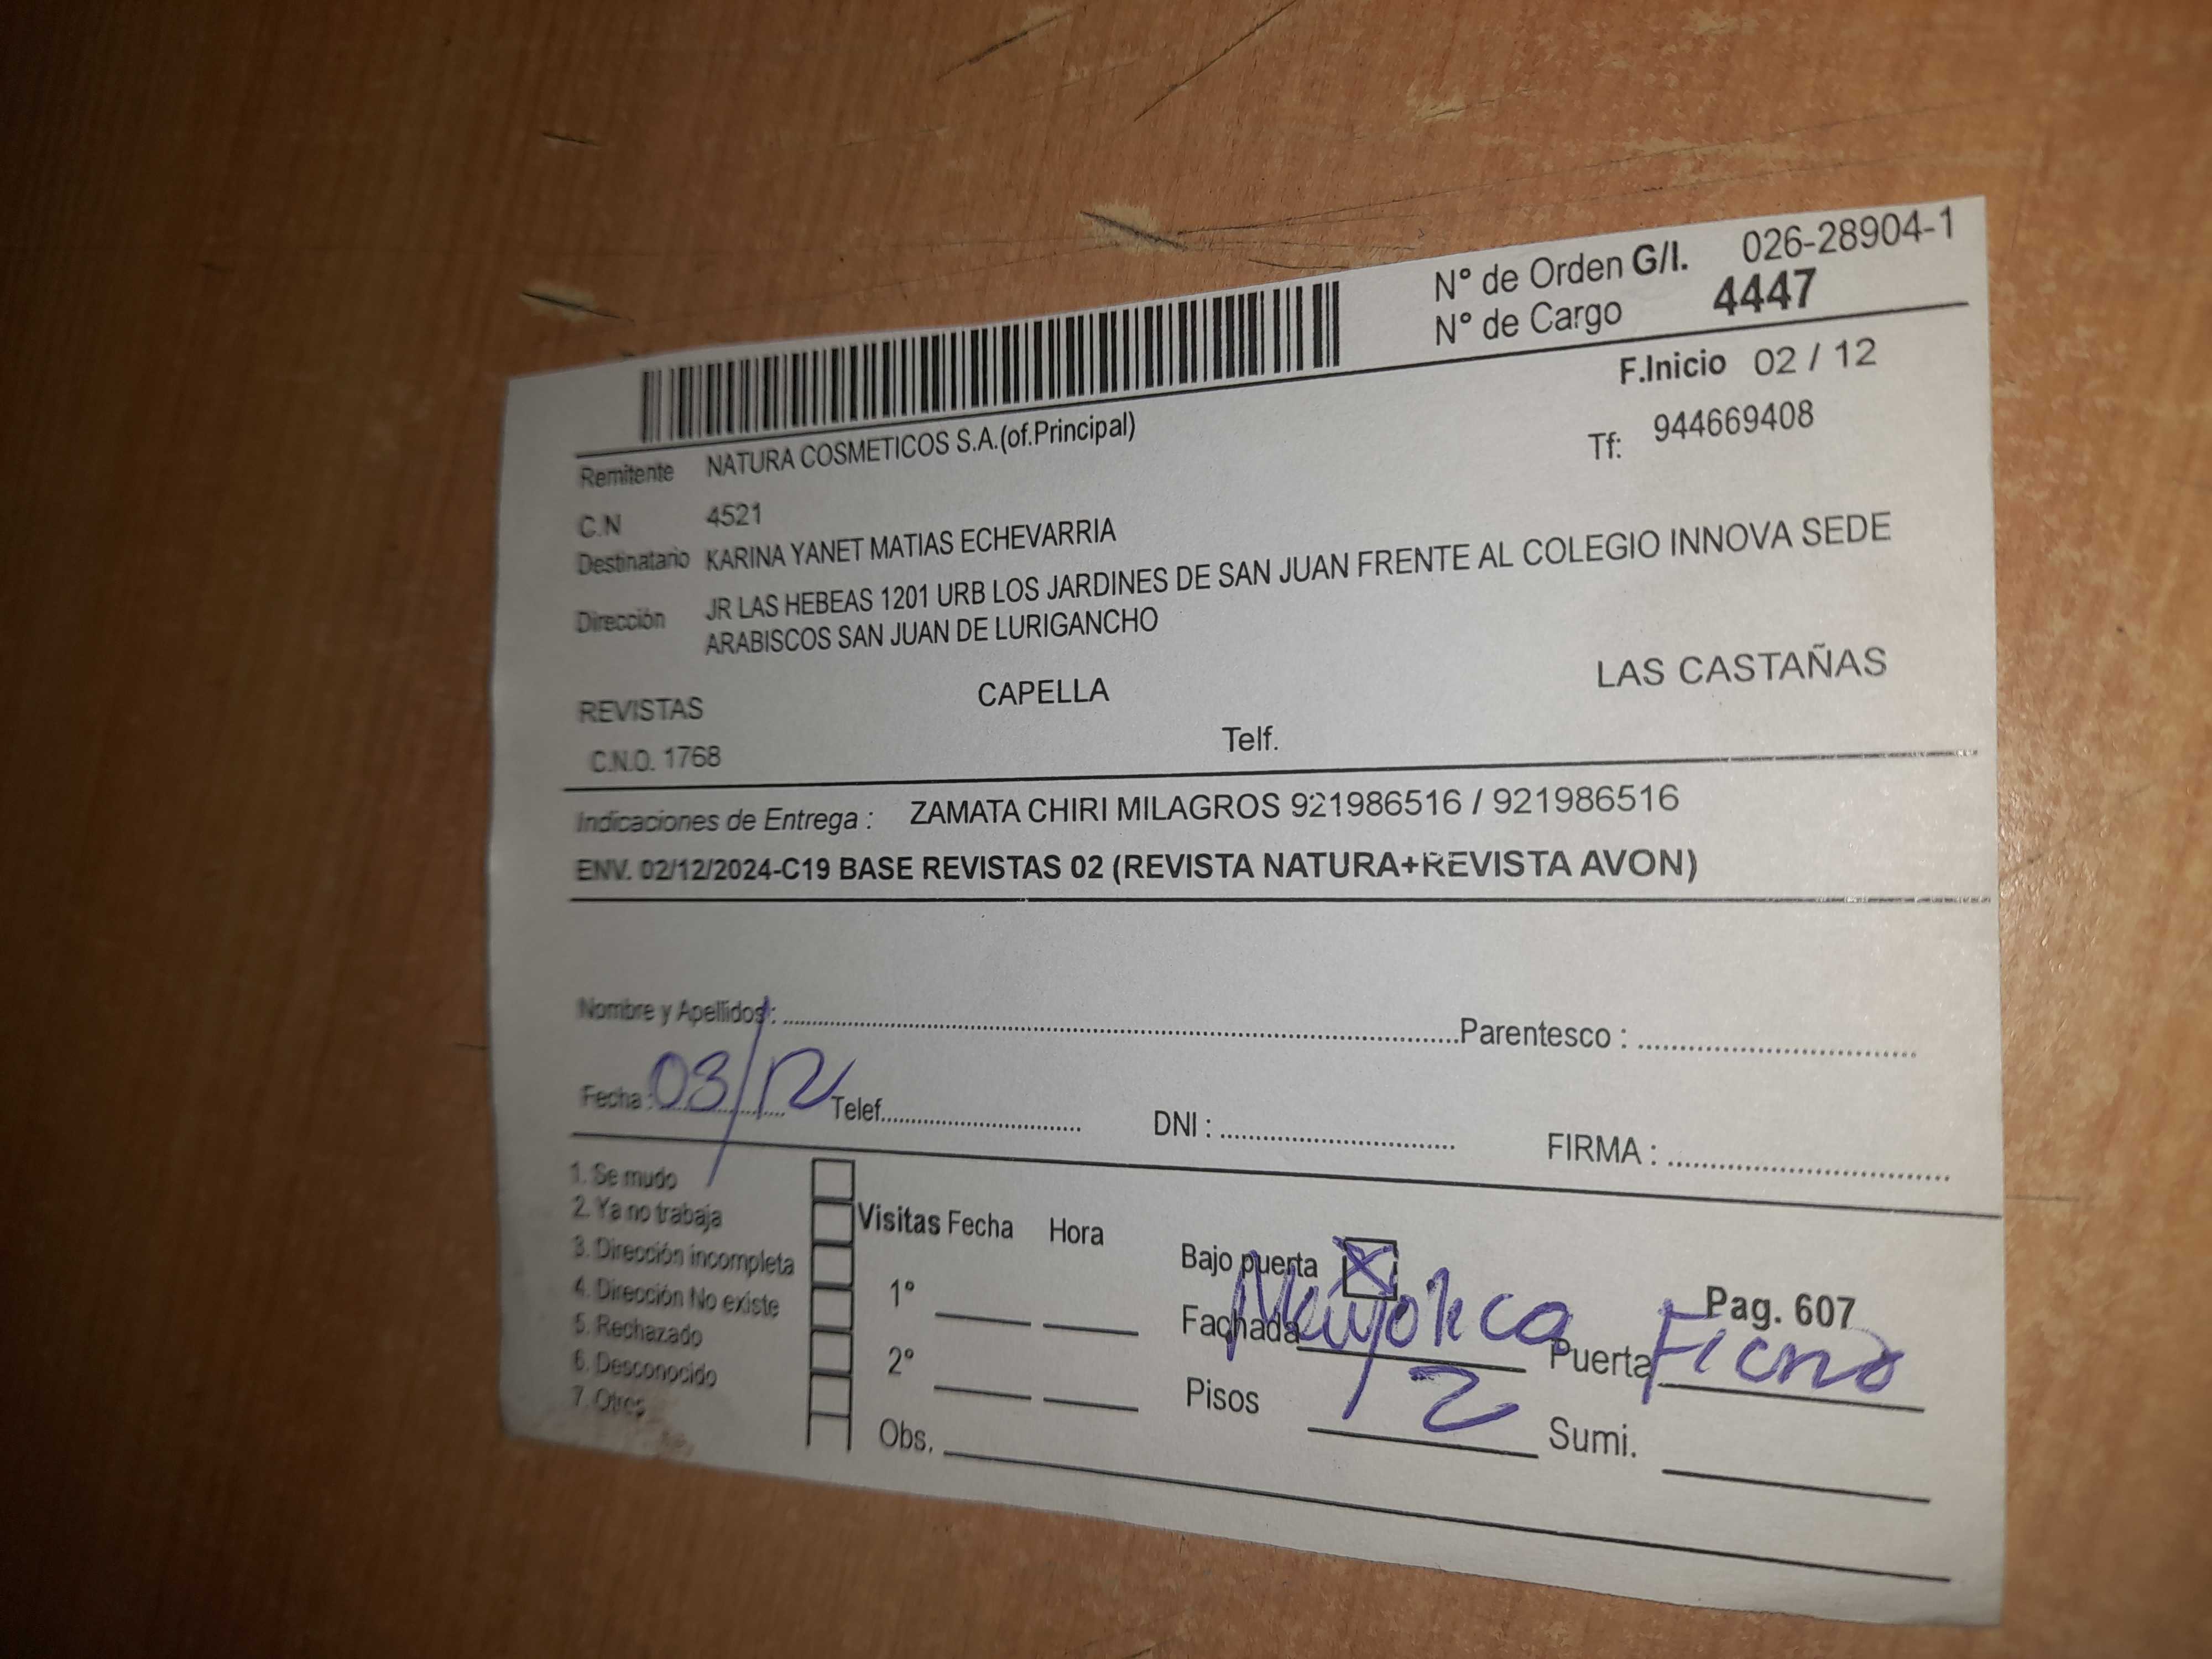 N° de Orden G/I. 026-28904-1
N° de Cargo 4447
F.Inicio 02 / 12
Remitente NATURA COSMETICOS S.A.(of.Principal)
Tf: 944669408
C.N 4521
Destinatario KARINA YANET MATIAS ECHEVARRIA
Dirección JR LAS HEBEAS 1201 URB LOS JARDINES DE SAN JUAN FRENTE AL COLEGIO INNOVA SEDE
ARABISCOS SAN JUAN DE LURIGANCHO
REVISTAS CAPELLA LAS CASTAÑAS
C.N.O. 1768 Telf.
Indicaciones de Entrega : ZAMATA CHIRI MILAGROS 921986516 / 921986516
ENV. 02/12/2024-C19 BASE REVISTAS 02 (REVISTA NATURA+REVISTA AVON)
Nombre y Apellidos : Parentesco :
Fecha : 03/12 Telef. DNI : FIRMA :
1. Se mudo
2. Ya no trabaja
3. Dirección incompleta
4. Dirección No existe
5. Rechazado
6. Desconocido
7. Otros
Visitas Fecha Hora
1°
2°
Obs.
Bajo puerta X
Pag. 607
Fachada Mayolica Puerta Fierro
Pisos 2 Sumi.